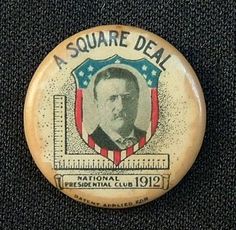 A SQUARE DEAL
NATIONAL
PRESIDENTIAL CLUB 1912
PATENT APPLIED FOR